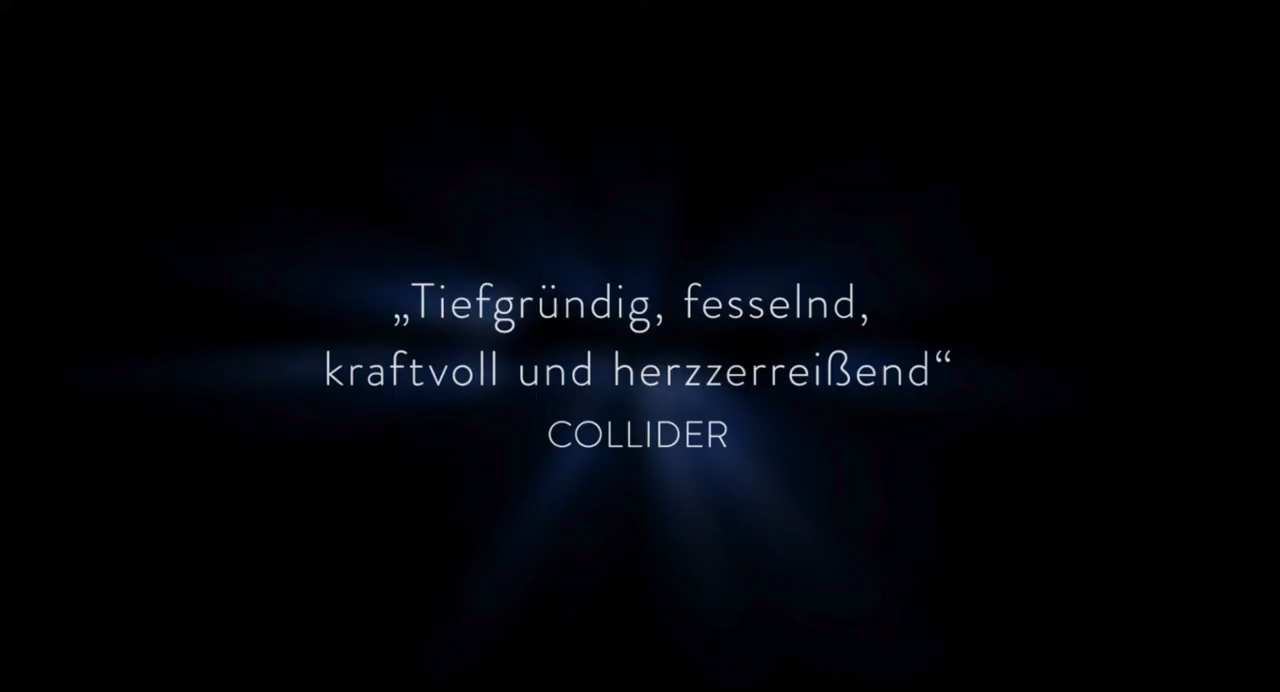 „Tiefgründig, fesselnd,
kraftvoll und herzzerreißend“
COLLIDER